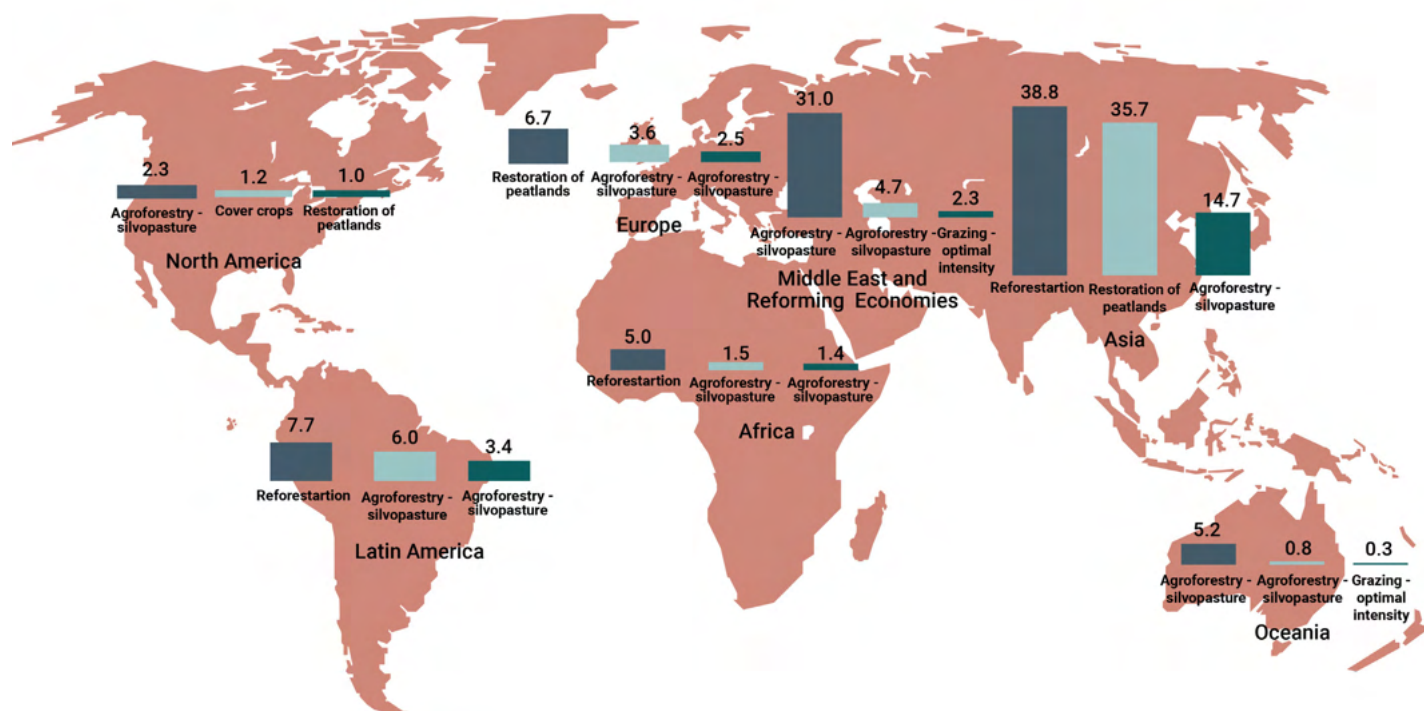 2.3
1.2
1.0
Agroforestry -
silvopasture
Cover crops
Restoration of
peatlands
North America
6.7
3.6
2.5
Restoration of
peatlands
Agroforestry -
silvopasture
Agroforestry -
silvopasture
Europe
31.0
4.7
2.3
Agroforestry -
silvopasture
Agroforestry -
silvopasture
Grazing -
optimal
intensity
Middle East and
Reforming Economies
38.8
35.7
14.7
Reforestartion
Restoration of
peatlands
Agroforestry -
silvopasture
Asia
5.0
1.5
1.4
Reforestartion
Agroforestry -
silvopasture
Agroforestry -
silvopasture
Africa
7.7
6.0
3.4
Reforestartion
Agroforestry -
silvopasture
Agroforestry -
silvopasture
Latin America
5.2
0.8
0.3
Agroforestry -
silvopasture
Agroforestry -
silvopasture
Grazing -
optimal
intensity
Oceania